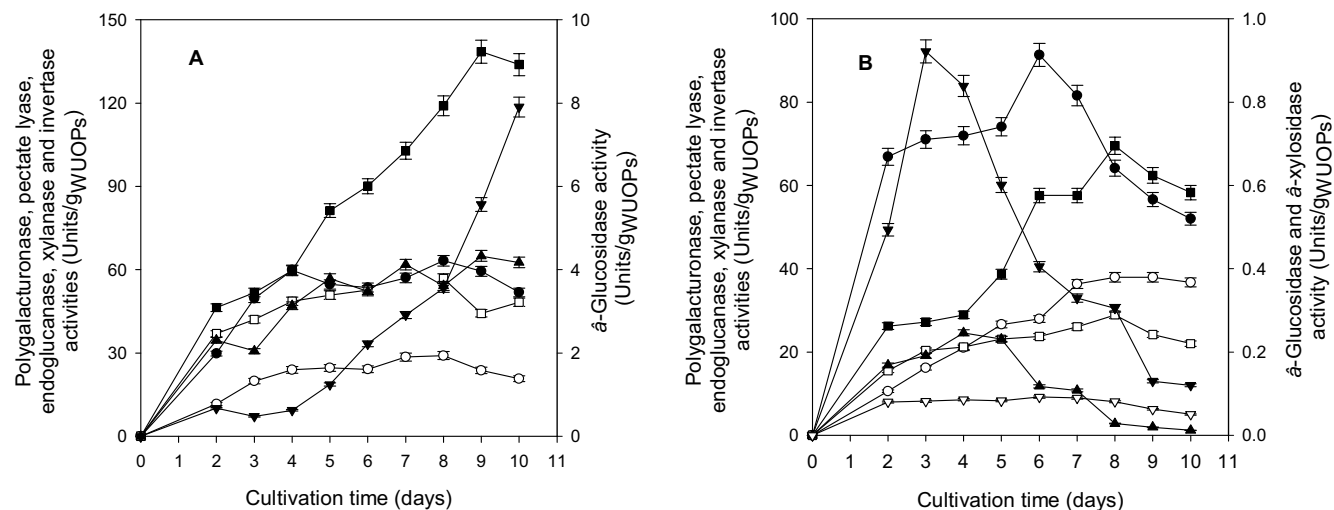 A
Polygalacturonase, pectate lyase,
endoglucanase, xylanase and invertase
activities (Units/gWUOPs)
150
120
90
60
30
0
10
8
6
4
2
0
â-Glucosidase activity
(Units/gWUOPs)
0 1 2 3 4 5 6 7 8 9 10 11
Cultivation time (days)
B
Polygalacturonase, pectate lyase,
endoglucanase, xylanase and invertase
activities (Units/gWUOPs)
100
80
60
40
20
0
1.0
0.8
0.6
0.4
0.2
0.0
â-Glucosidase and â-xylosidase
activity (Units/gWUOPs)
0 1 2 3 4 5 6 7 8 9 10 11
Cultivation time (days)